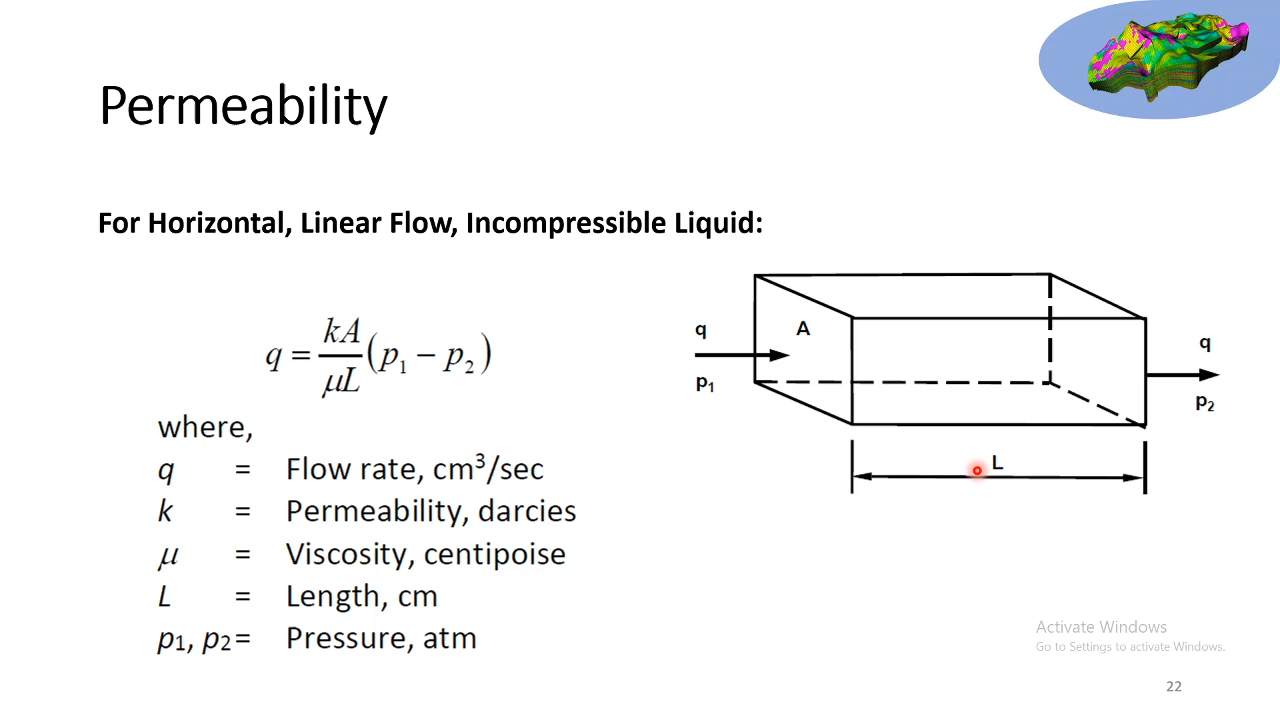 Permeability
For Horizontal, Linear Flow, Incompressible Liquid:
q = kA/μL (p₁ − p₂)
where,
q = Flow rate, cm³/sec
k = Permeability, darcies
μ = Viscosity, centipoise
L = Length, cm
p₁, p₂ = Pressure, atm
q
p₁
A
q
p₂
L
Activate Windows
Go to Settings to activate Windows.
22